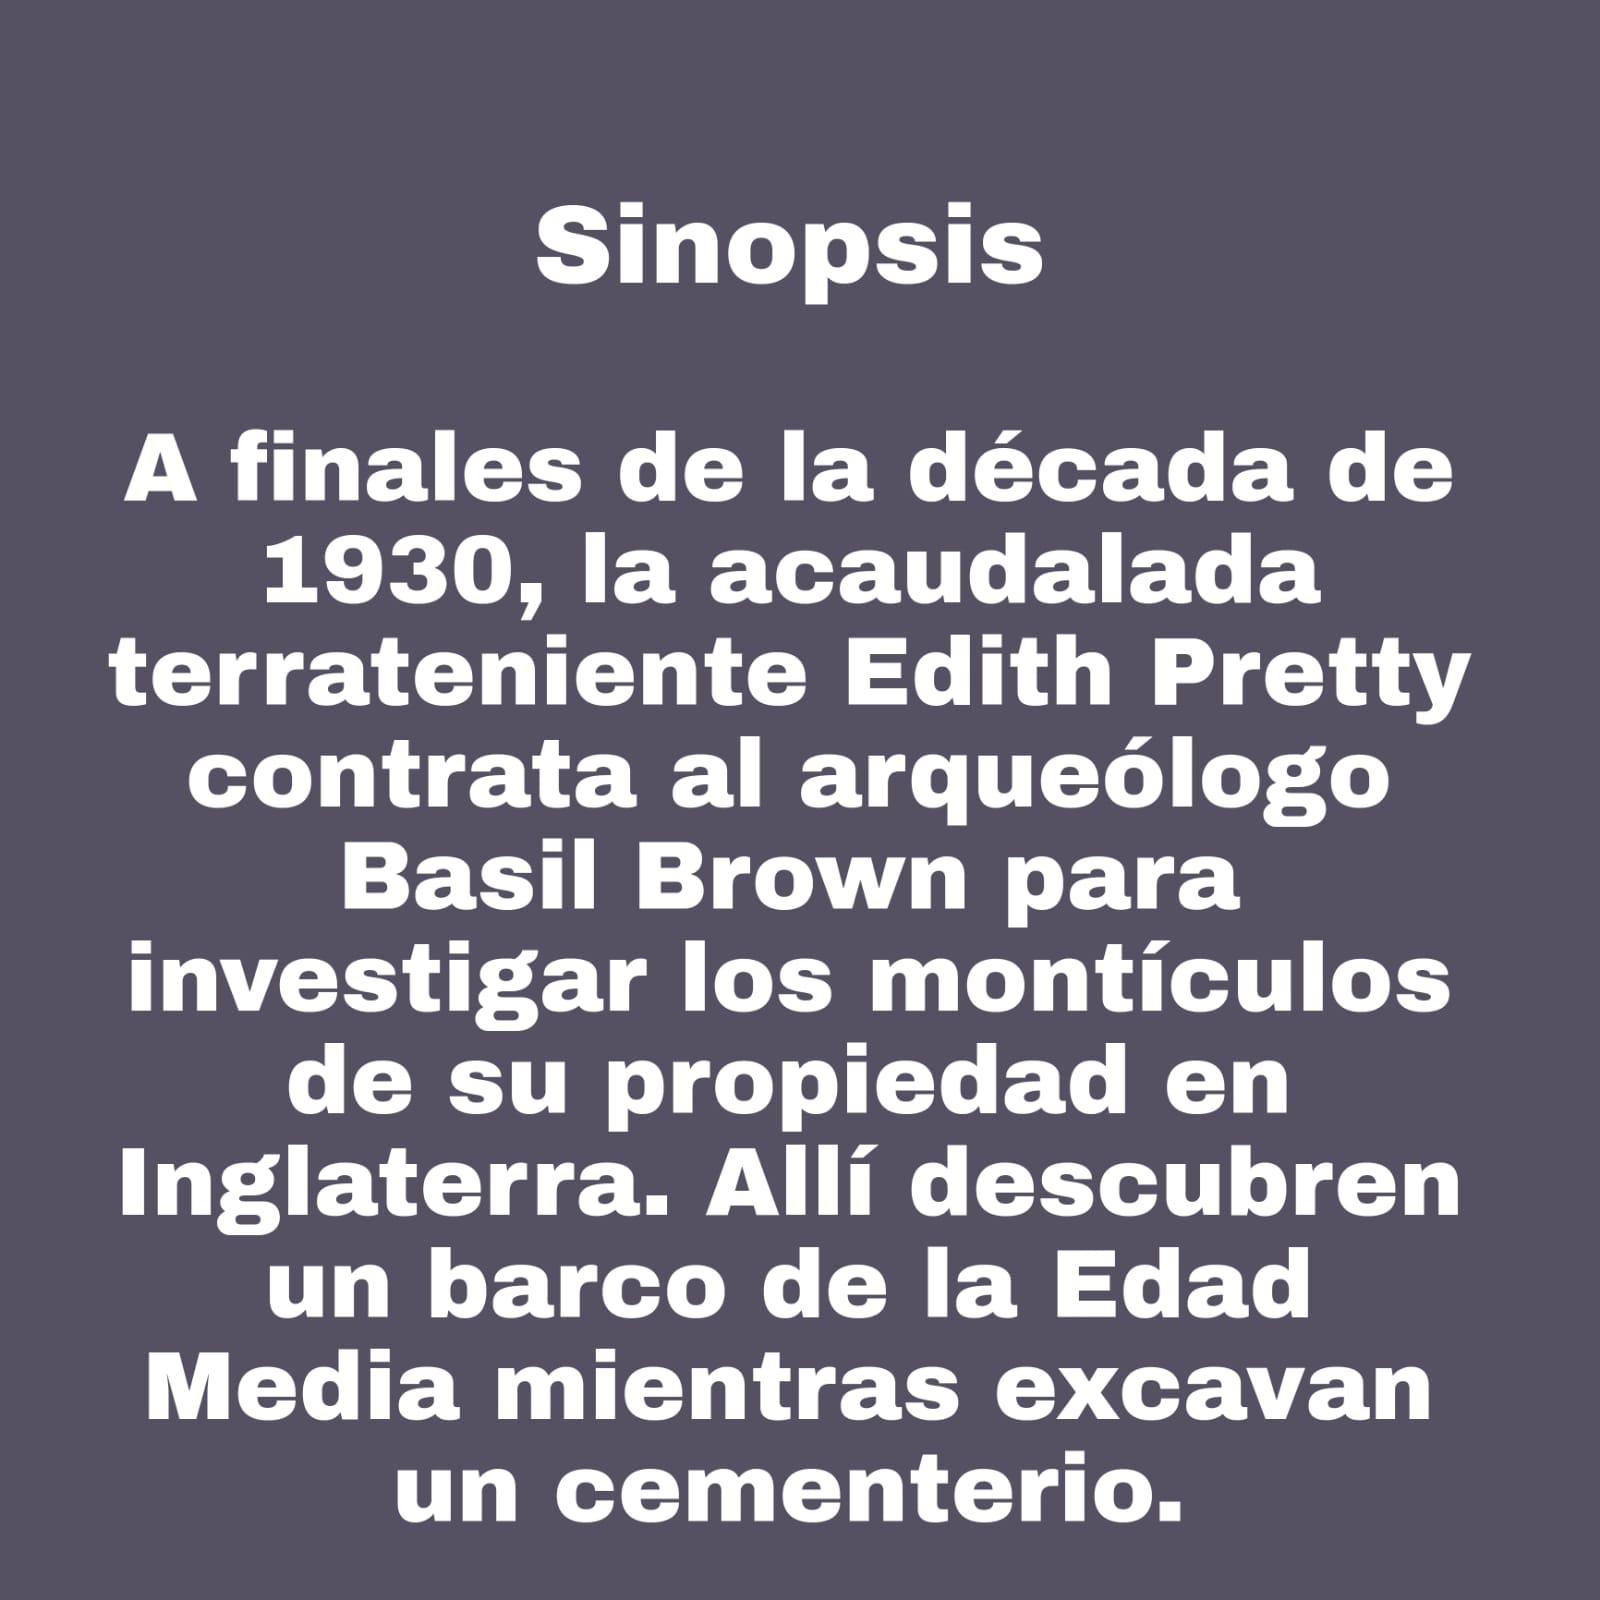 Sinopsis
A finales de la década de
1930, la acaudalada
terrateniente Edith Pretty
contrata al arqueólogo
Basil Brown para
investigar los montículos
de su propiedad en
Inglaterra. Allí descubren
un barco de la Edad
Media mientras excavan
un cementerio.